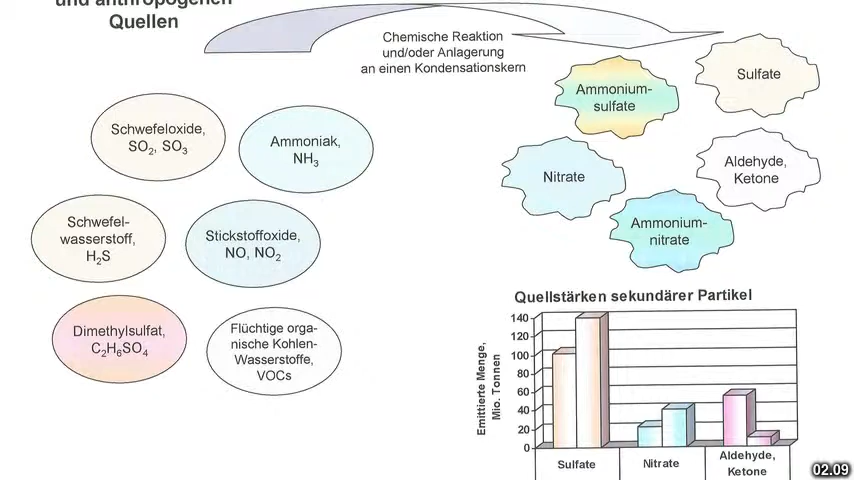 und anthropogenen
Quellen
Chemische Reaktion
und/oder Anlagerung
an einen Kondensationskern
Schwefeloxide,
SO₂, SO₃
Ammoniak,
NH₃
Schwefel-
wasserstoff,
H₂S
Stickstoffoxide,
NO, NO₂
Dimethylsulfat,
C₂H₆SO₄
Flüchtige orga-
nische Kohlen-
Wasserstoffe,
VOCs
Ammonium-
sulfate
Sulfate
Nitrate
Aldehyde,
Ketone
Ammonium-
nitrate
Quellstärken sekundärer Partikel
Emittierte Menge,
Mio. Tonnen
140
120
100
80
60
40
20
0
Sulfate
Nitrate
Aldehyde,
Ketone
02.09